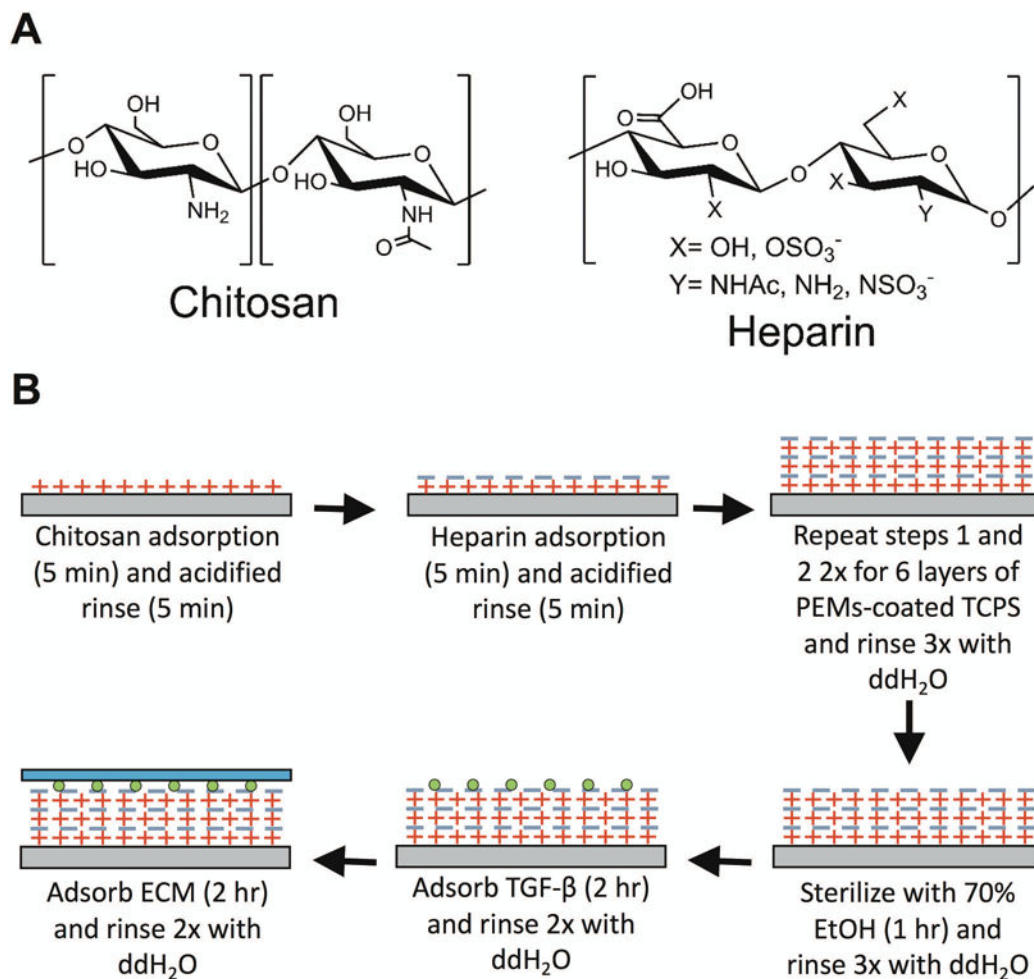 A
OH
O
O
HO
NH₂
O
OH
O
HO
NH
O
Chitosan
O
OH
O
O
HO
X
O
X
O
X
Y
O
X= OH, OSO₃⁻
Y= NHAc, NH₂, NSO₃⁻
Heparin
B
Chitosan adsorption
(5 min) and acidified
rinse (5 min)
Heparin adsorption
(5 min) and acidified
rinse (5 min)
Repeat steps 1 and
2 2x for 6 layers of
PEMs-coated TCPS
and rinse 3x with
ddH₂O
Adsorb ECM (2 hr)
and rinse 2x with
ddH₂O
Adsorb TGF-β (2 hr)
and rinse 2x with
ddH₂O
Sterilize with 70%
EtOH (1 hr) and
rinse 3x with ddH₂O